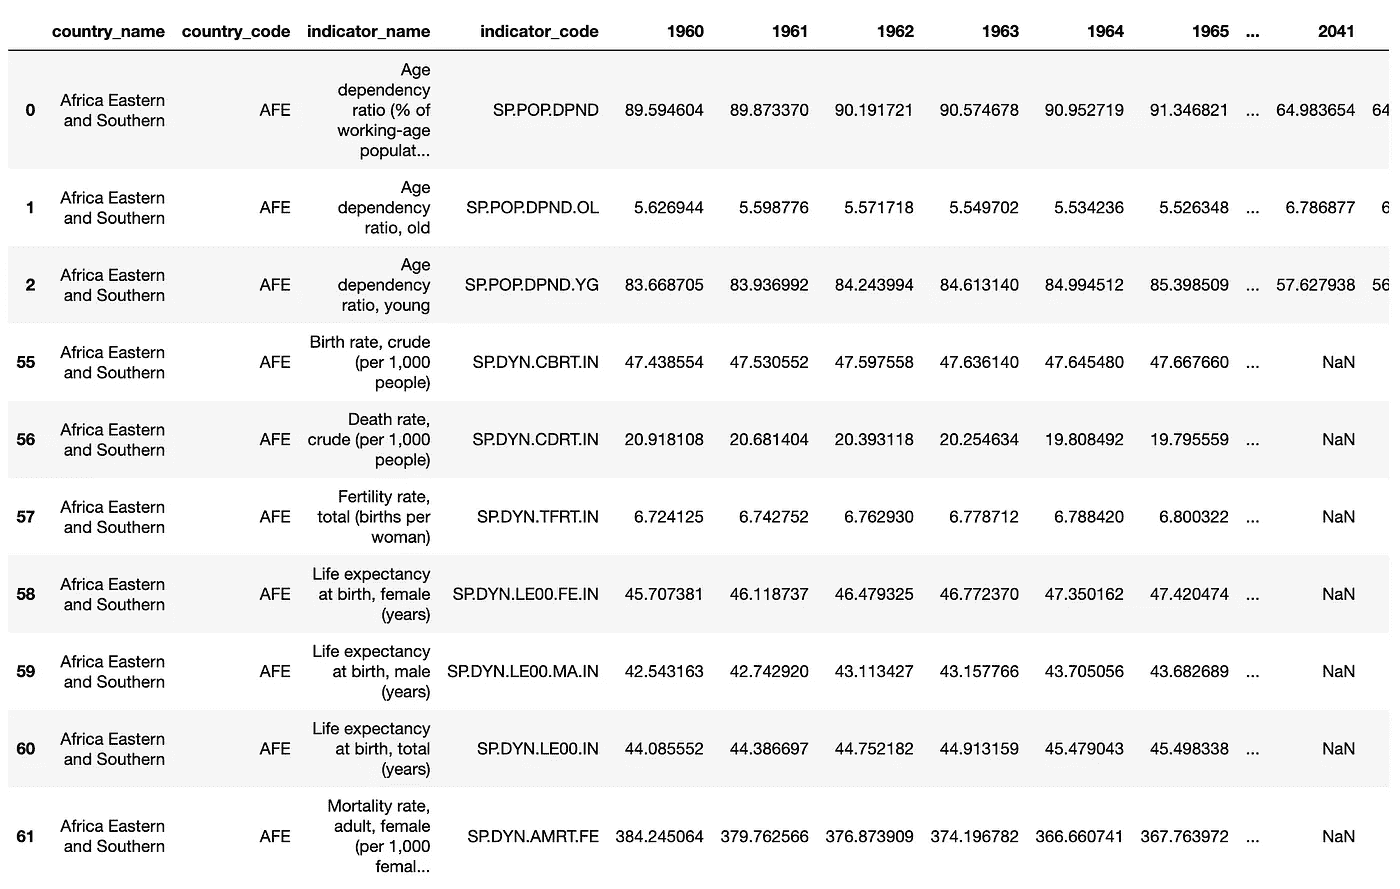 country_name country_code indicator_name indicator_code 1960 1961 1962 1963 1964 1965 ... 2041
Age
dependency
0 Africa Eastern and Southern AFE ratio (% of SP.POP.DPND 89.594604 89.873370 90.191721 90.574678 90.952719 91.346821 ... 64.983654 64
working-age
populat...
Age
1 Africa Eastern and Southern AFE dependency SP.POP.DPND.OL 5.626944 5.598776 5.571718 5.549702 5.534236 5.526348 ... 6.786877 6
ratio, old
Age
2 Africa Eastern and Southern AFE dependency SP.POP.DPND.YG 83.668705 83.936992 84.243994 84.613140 84.994512 85.398509 ... 57.627938 56
ratio, young
Birth rate, crude
55 Africa Eastern and Southern AFE (per 1,000 SP.DYN.CBRT.IN 47.438554 47.530552 47.597558 47.636140 47.645480 47.667660 ... NaN
people)
Death rate,
56 Africa Eastern and Southern AFE crude (per 1,000 SP.DYN.CDRT.IN 20.918108 20.681404 20.393118 20.254634 19.808492 19.795559 ... NaN
people)
Fertility rate,
57 Africa Eastern and Southern AFE total (births per SP.DYN.TFRT.IN 6.724125 6.742752 6.762930 6.778712 6.788420 6.800322 ... NaN
woman)
Life expectancy
58 Africa Eastern and Southern AFE at birth, female SP.DYN.LE00.FE.IN 45.707381 46.118737 46.479325 46.772370 47.350162 47.420474 ... NaN
(years)
Life expectancy
59 Africa Eastern and Southern AFE at birth, male SP.DYN.LE00.MA.IN 42.543163 42.742920 43.113427 43.157766 43.705056 43.682689 ... NaN
(years)
Life expectancy
60 Africa Eastern and Southern AFE at birth, total SP.DYN.LE00.IN 44.085552 44.386697 44.752182 44.913159 45.479043 45.498338 ... NaN
(years)
Mortality rate,
61 Africa Eastern and Southern AFE adult, female SP.DYN.AMRT.FE 384.245064 379.762566 376.873909 374.196782 366.660741 367.763972 ... NaN
(per 1,000
femal...